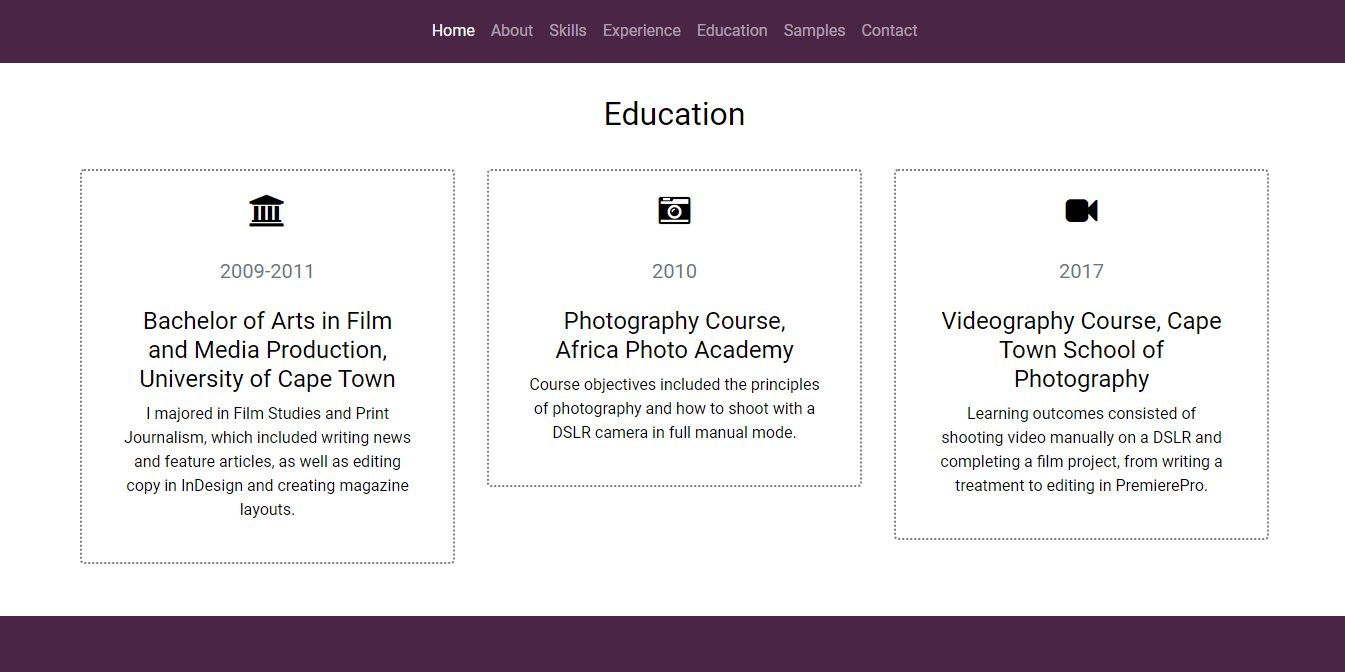 Home About Skills Experience Education Samples Contact
Education
2009-2011
Bachelor of Arts in Film
and Media Production,
University of Cape Town
I majored in Film Studies and Print
Journalism, which included writing news
and feature articles, as well as editing
copy in InDesign and creating magazine
layouts.
2010
Photography Course,
Africa Photo Academy
Course objectives included the principles
of photography and how to shoot with a
DSLR camera in full manual mode.
2017
Videography Course, Cape
Town School of
Photography
Learning outcomes consisted of
shooting video manually on a DSLR and
completing a film project, from writing a
treatment to editing in PremierePro.